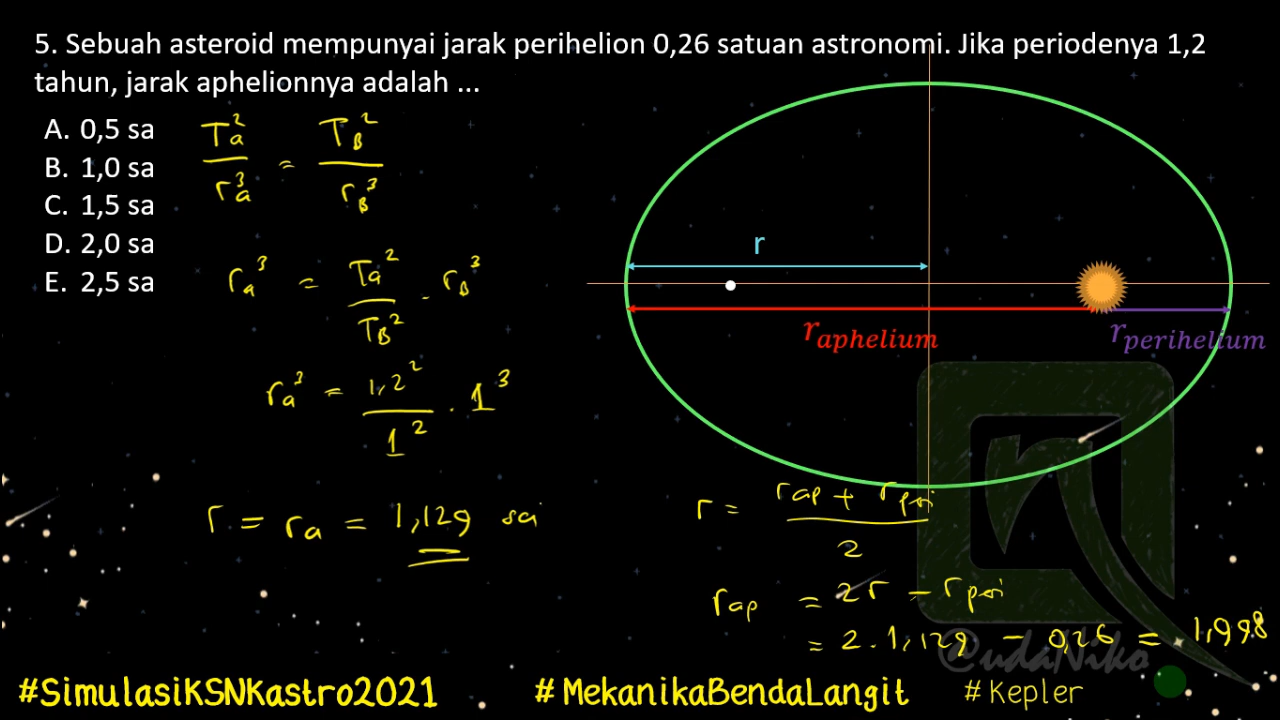 5. Sebuah asteroid mempunyai jarak perihelion 0,26 satuan astronomi. Jika periodenya 1,2
tahun, jarak aphelionnya adalah ...
A. 0,5 sa
B. 1,0 sa
C. 1,5 sa
D. 2,0 sa
E. 2,5 sa
Ta²/ra³ = TB²/rB³
ra³ = Ta²/TB² . rB³
ra³ = 1,2²/1² . 1³
r = ra = 1,129 sa
r
raphelium
rperihelium
r = rap + rperi / 2
rap = 2r - rperi
= 2 . 1,129 - 0,26 = 1,998
@udaNiko
#SimulasiKSNKastro2021 #MekanikaBendaLangit #Kepler